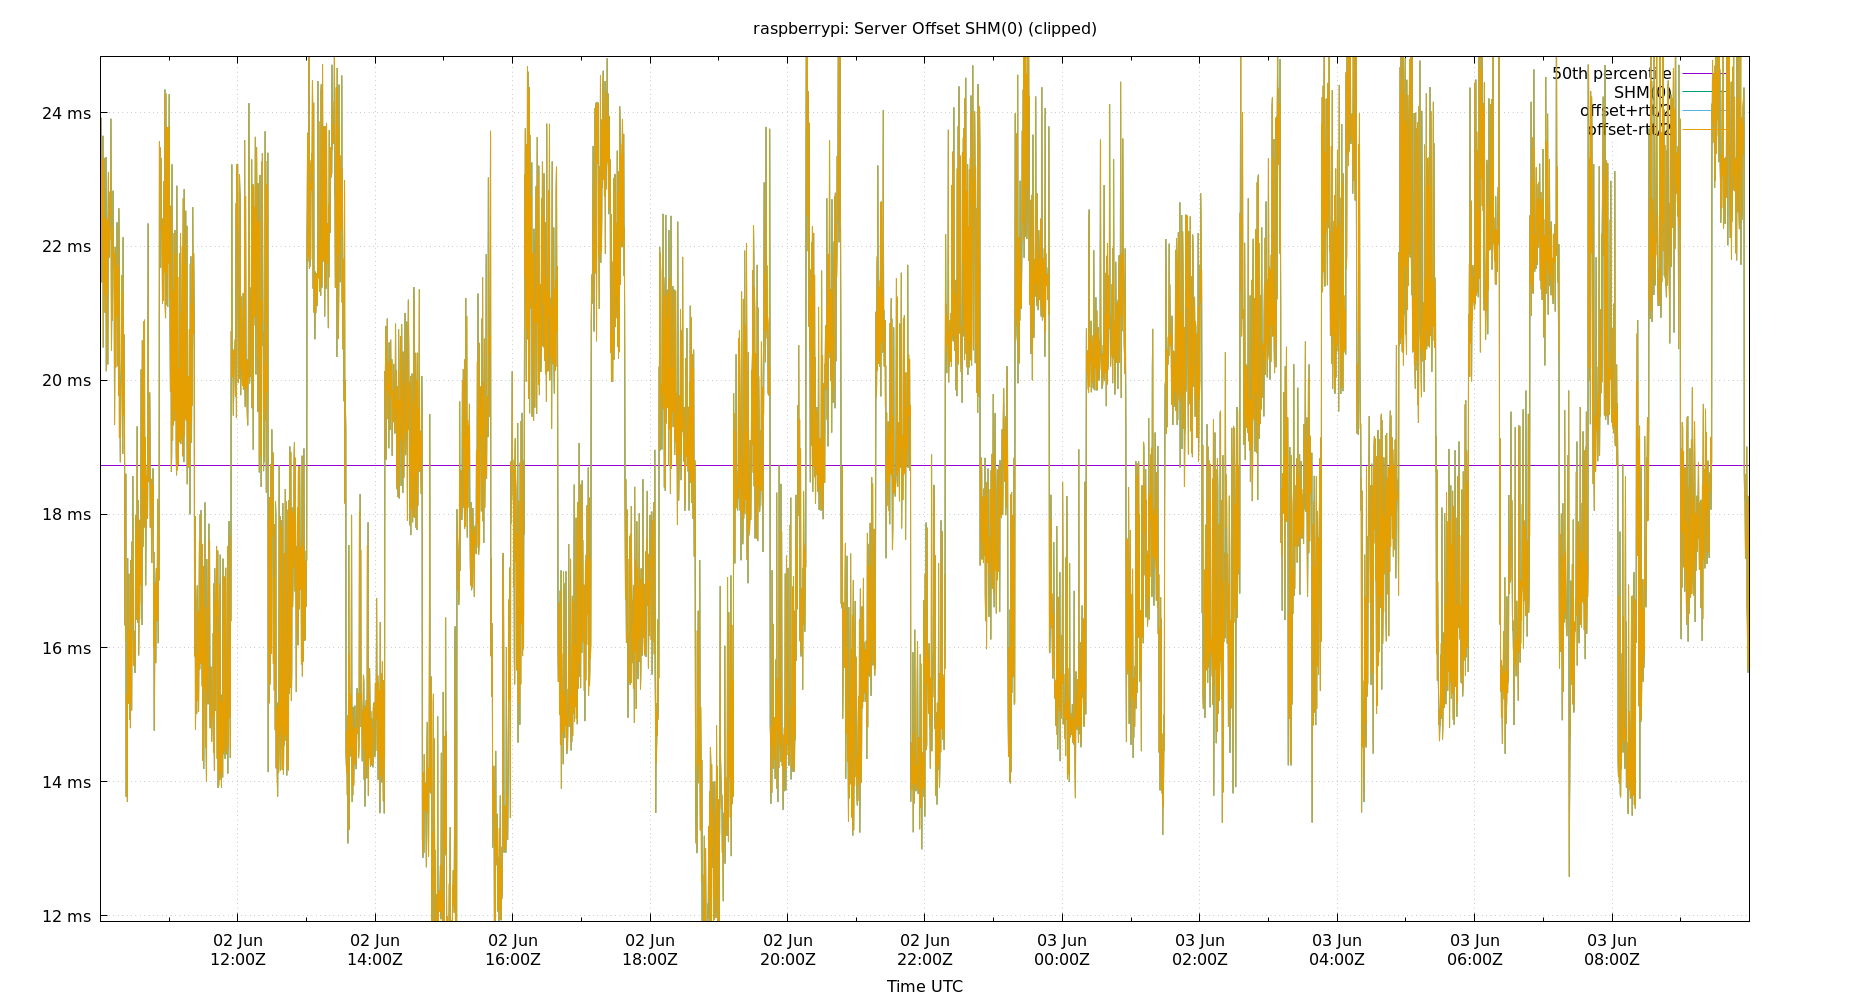 raspberrypi: Server Offset SHM(0) (clipped)
50th percentile
SHM(0)
offset+rtt/2
offset-rtt/2
24 ms
22 ms
20 ms
18 ms
16 ms
14 ms
12 ms
02 Jun 02 Jun 02 Jun 02 Jun 02 Jun 02 Jun 03 Jun 03 Jun 03 Jun 03 Jun 03 Jun
12:00Z 14:00Z 16:00Z 18:00Z 20:00Z 22:00Z 00:00Z 02:00Z 04:00Z 06:00Z 08:00Z
Time UTC